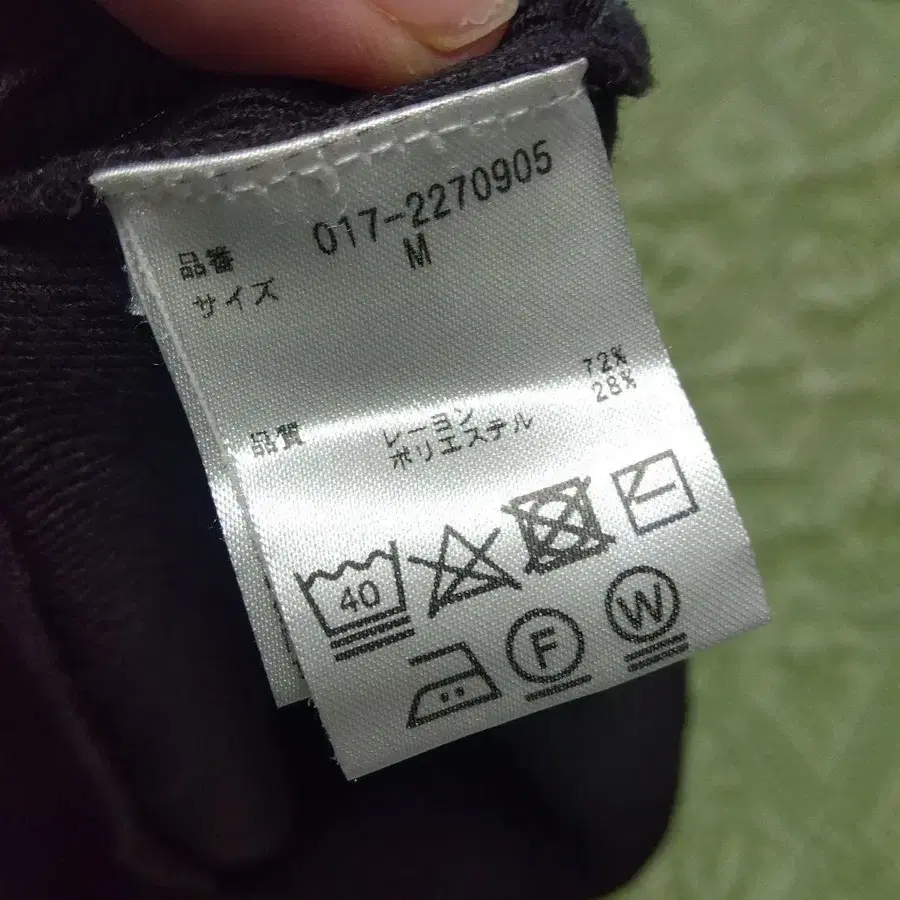 品番 017-2270905
サイズ M
品質 レーヨン 72%
ポリエステル 28%
40
F W